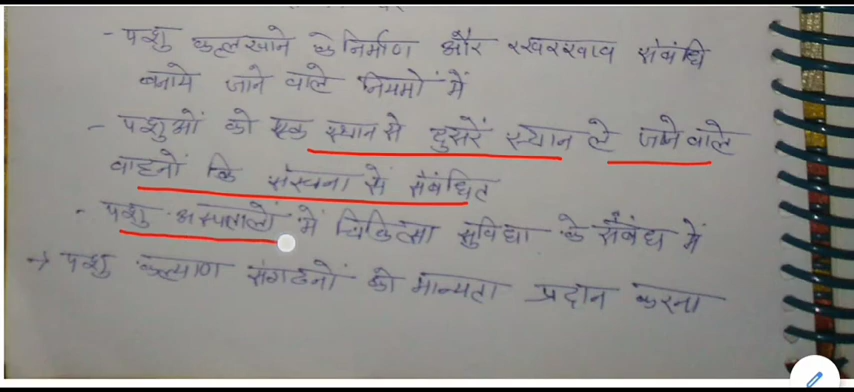 - पशु कत्लखाने के निर्माण और रखरखाव संबंधि
बनाये जाने वाले नियमों में
- पशुओं को एक स्थान से दुसरें स्थान ले जाने वाले
वाहनों कि संरचना से संबंधित
- पशु अस्पतालों में चिकित्सा सुविधा के संबंध में
→ पशु कल्याण संगठनों को मान्यता प्रदान करना